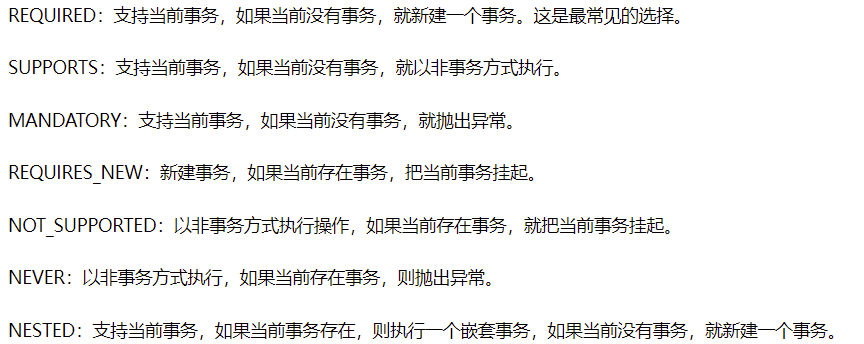 REQUIRED：支持当前事务，如果当前没有事务，就新建一个事务。这是最常见的选择。
SUPPORTS：支持当前事务，如果当前没有事务，就以非事务方式执行。
MANDATORY：支持当前事务，如果当前没有事务，就抛出异常。
REQUIRES_NEW：新建事务，如果当前存在事务，把当前事务挂起。
NOT_SUPPORTED：以非事务方式执行操作，如果当前存在事务，就把当前事务挂起。
NEVER：以非事务方式执行，如果当前存在事务，则抛出异常。
NESTED：支持当前事务，如果当前事务存在，则执行一个嵌套事务，如果当前没有事务，就新建一个事务。